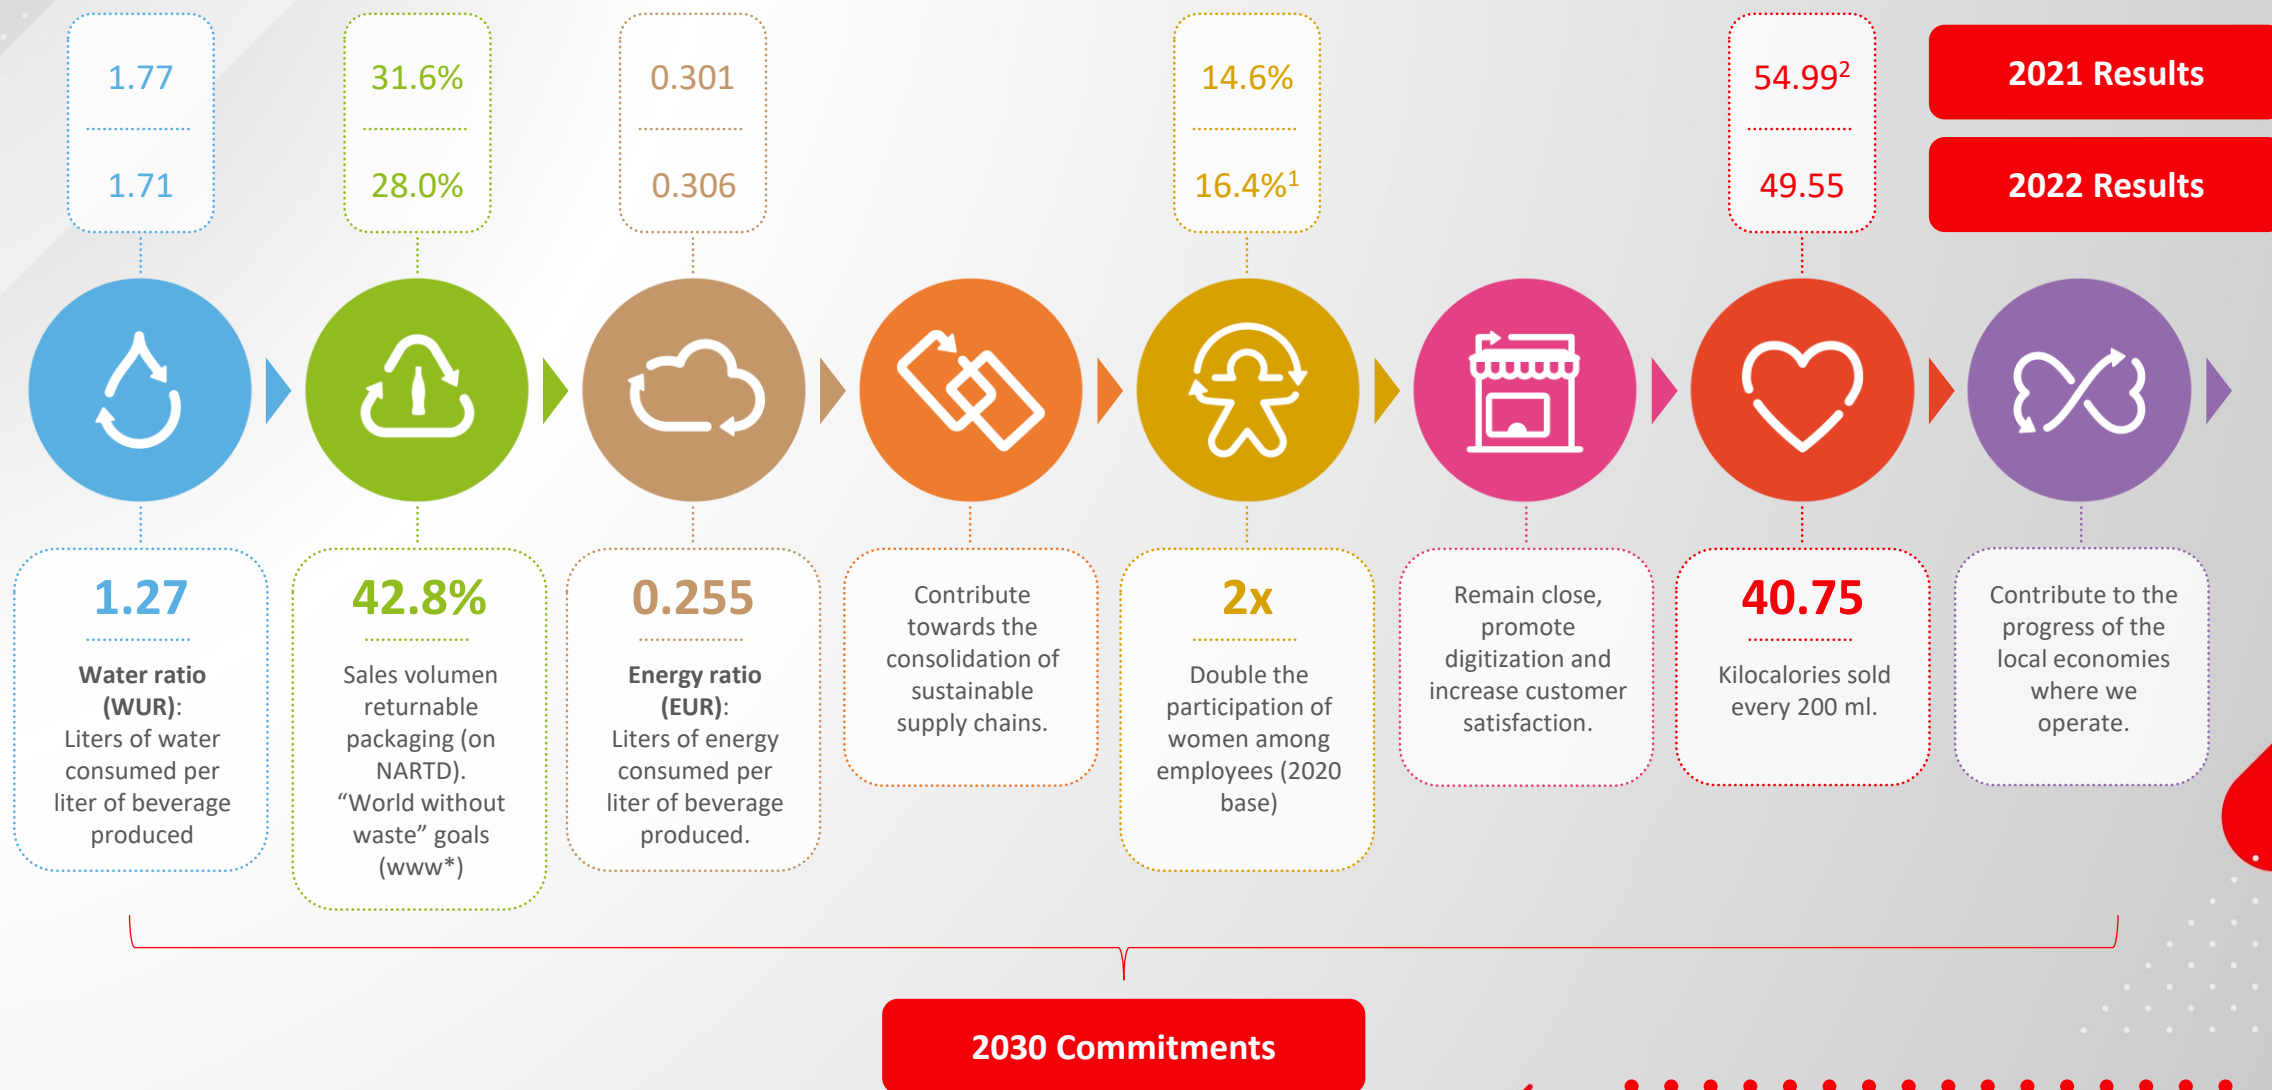 1.77
1.71
31.6%
28.0%
0.301
0.306
14.6%
16.4%¹
54.99²
49.55
2021 Results
2022 Results
1.27
Water ratio
(WUR):
Liters of water
consumed per
liter of beverage
produced
42.8%
Sales volumen
returnable
packaging (on
NARTD).
“World without
waste” goals
(www*)
0.255
Energy ratio
(EUR):
Liters of energy
consumed per
liter of beverage
produced.
Contribute
towards the
consolidation of
sustainable
supply chains.
2x
Double the
participation of
women among
employees (2020
base)
Remain close,
promote
digitization and
increase customer
satisfaction.
40.75
Kilocalories sold
every 200 ml.
Contribute to the
progress of the
local economies
where we
operate.
2030 Commitments